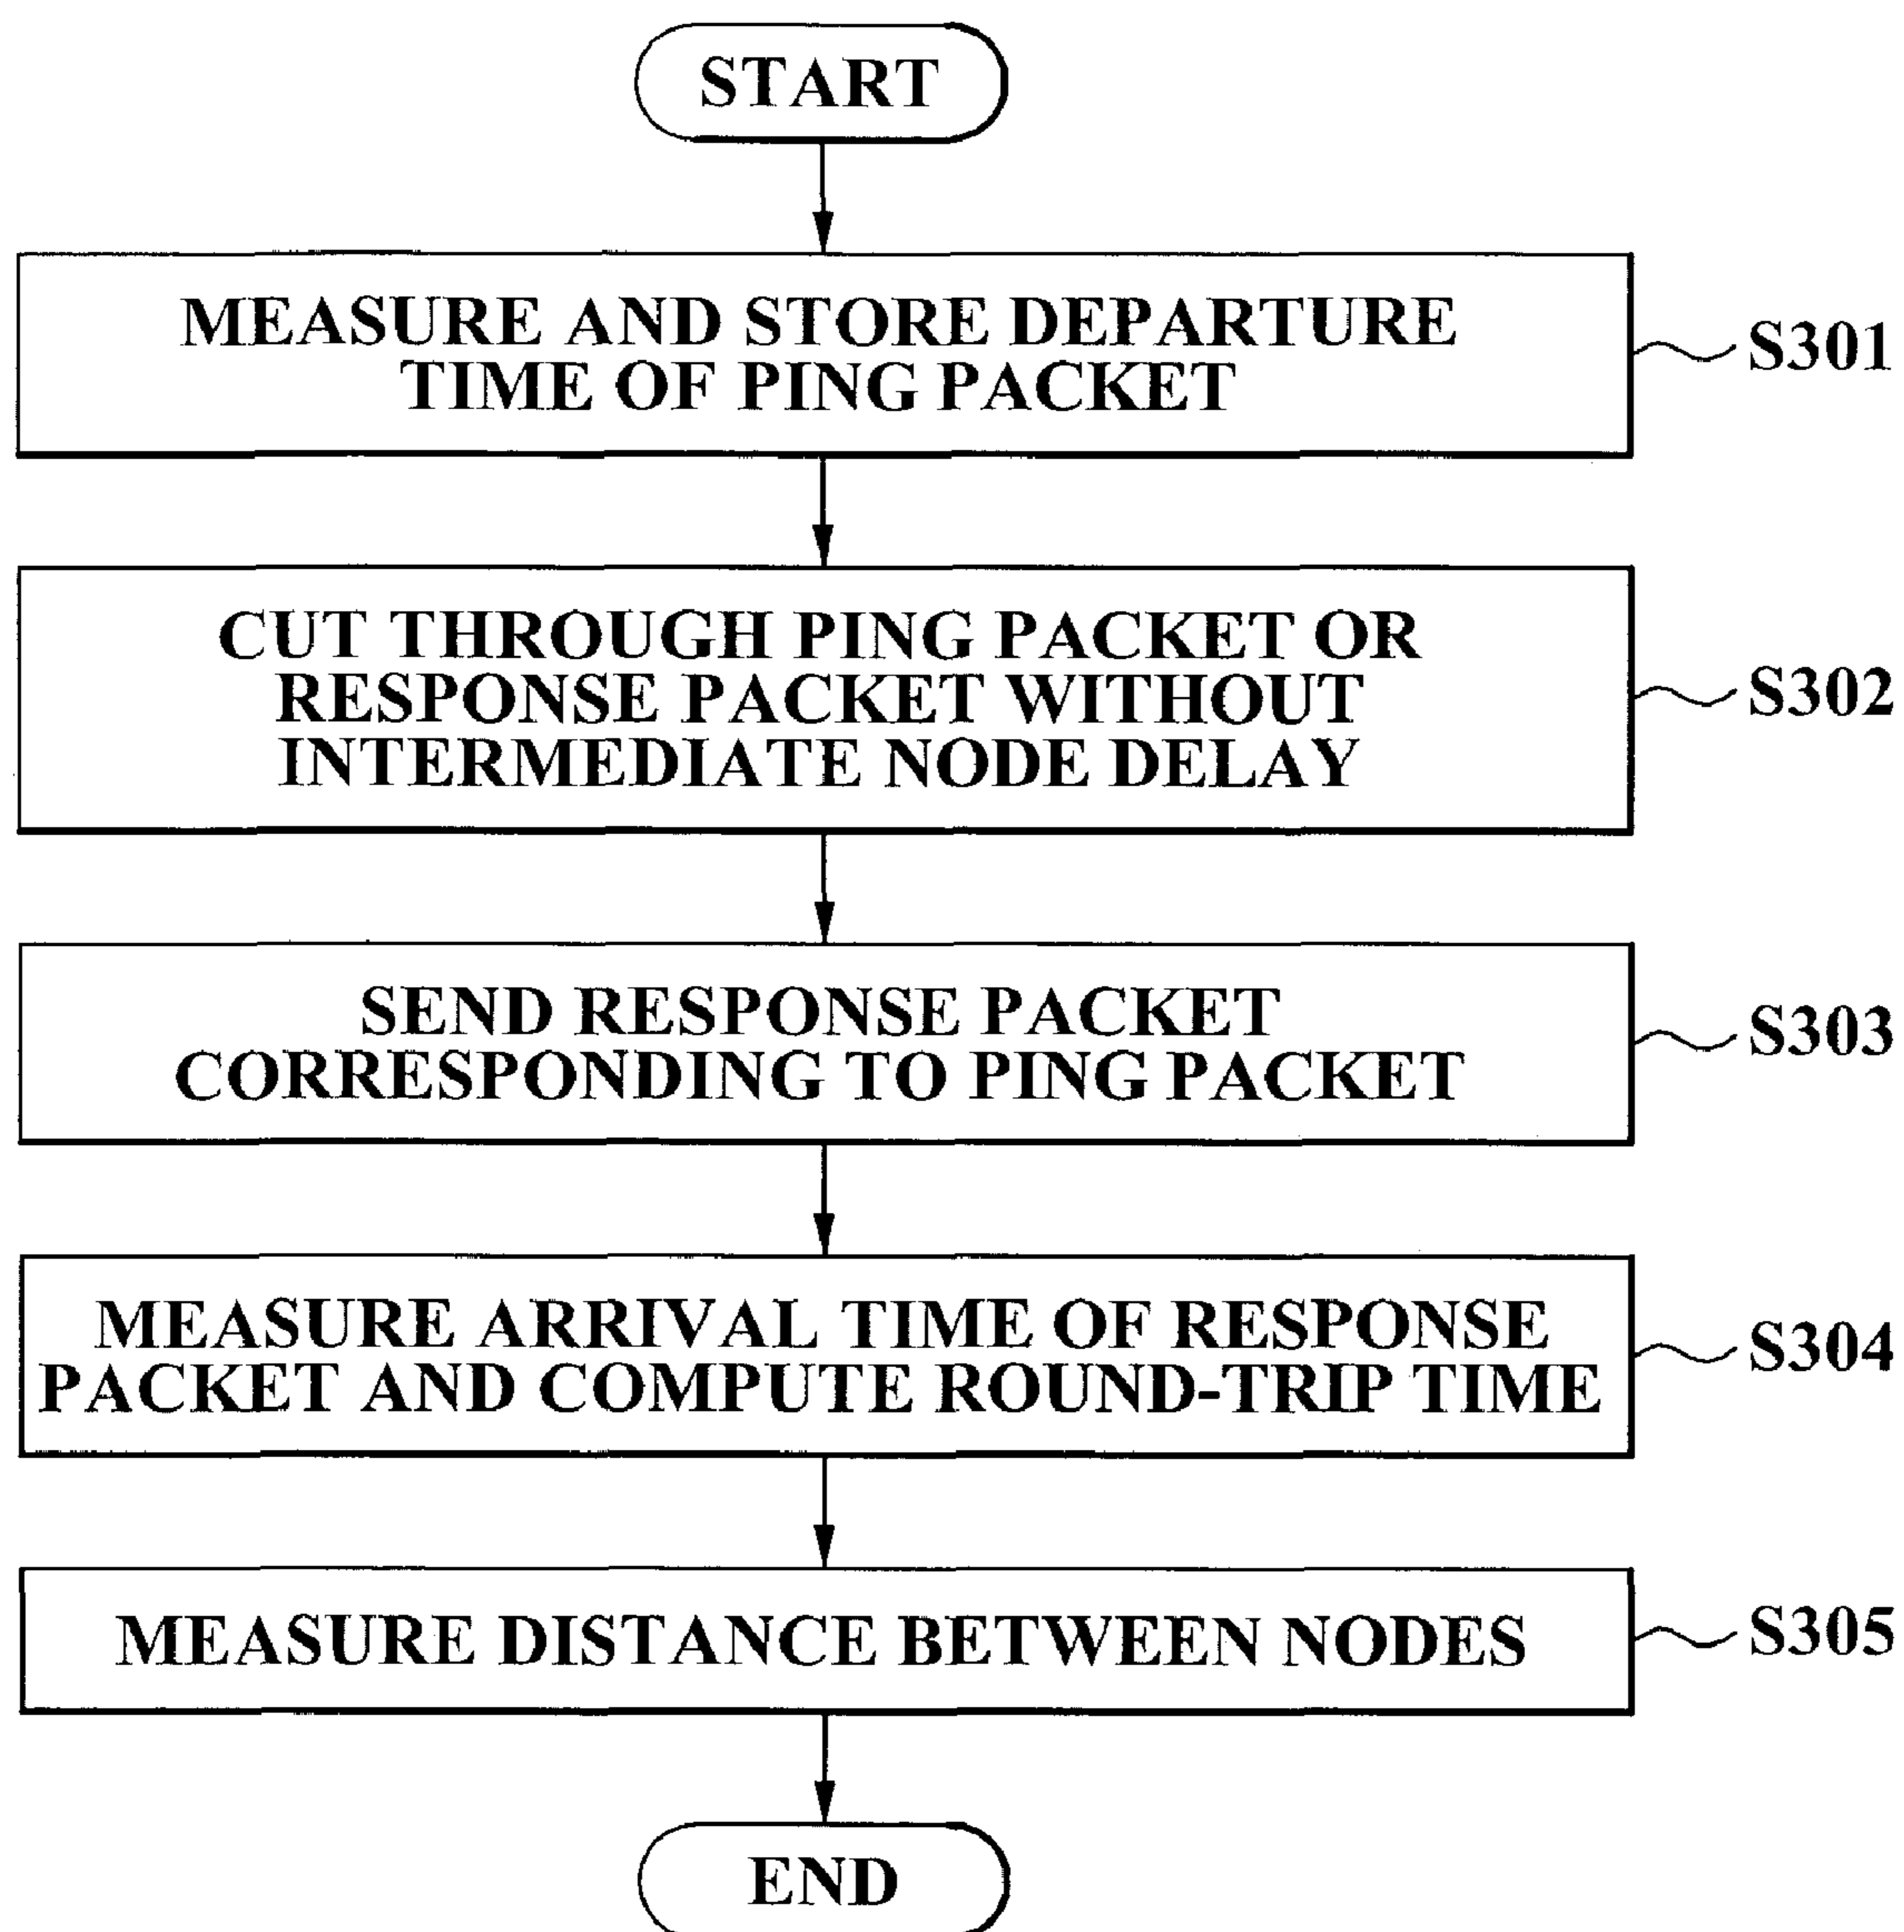 START
MEASURE AND STORE DEPARTURE
TIME OF PING PACKET
S301
CUT THROUGH PING PACKET OR
RESPONSE PACKET WITHOUT
INTERMEDIATE NODE DELAY
S302
SEND RESPONSE PACKET
CORRESPONDING TO PING PACKET
S303
MEASURE ARRIVAL TIME OF RESPONSE
PACKET AND COMPUTE ROUND-TRIP TIME
S304
MEASURE DISTANCE BETWEEN NODES
S305
END